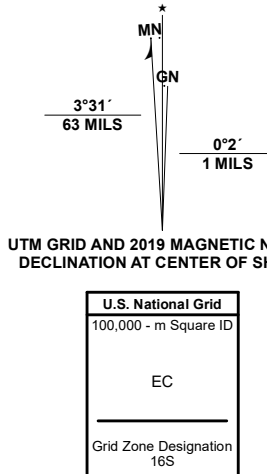 MN
GN
3°31´
63 MILS
0°2´
1 MILS
UTM GRID AND 2019 MAGNETIC
DECLINATION AT CENTER OF
U.S. National Grid
100,000 - m Square ID
EC
Grid Zone Designation
16S